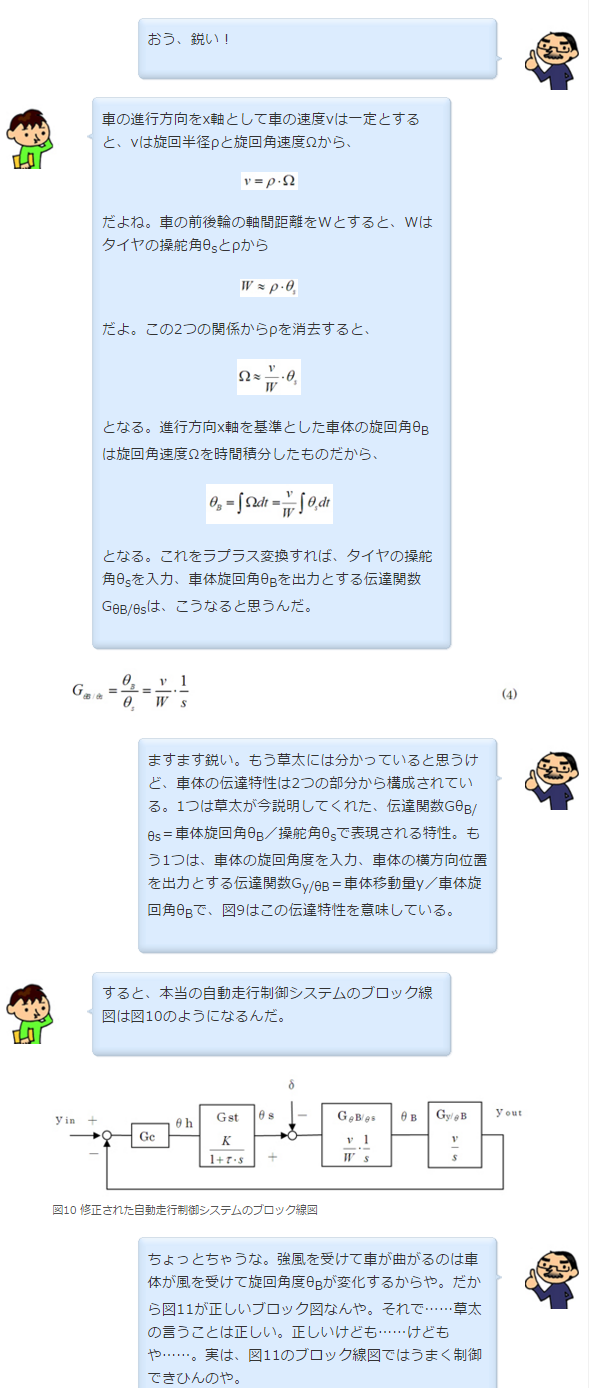 おう、鋭い！
車の進行方向をx軸として車の速度vは一定とする
と、vは旋回半径ρと旋回角速度Ωから、
v = ρ・Ω
だよね。車の前後輪の軸間距離をWとすると、Wは
タイヤの操舵角θsとρから
W ≈ ρ・θs
だよ。この2つの関係からρを消去すると、
Ω ≈ v/W・θs
となる。進行方向x軸を基準とした車体の旋回角θB
は旋回角速度Ωを時間積分したものだから、
θB = ∫Ωdt = v/W ∫θs dt
となる。これをラプラス変換すれば、タイヤの操舵
角θsを入力、車体旋回角θBを出力とする伝達関数
GθB/θsは、こうなると思うんだ。
GθB/θs = θB/θs = v/W・1/s (4)
ますます鋭い。もう草太には分かっていると思うけ
ど、車体の伝達特性は2つの部分から構成されてい
る。1つは草太が今説明してくれた、伝達関数GθB/
θs＝車体旋回角θB／操舵角θsで表現される特性。も
う1つは、車体の旋回角度を入力、車体の横方向位置
を出力とする伝達関数Gy/θB＝車体移動量y／車体旋
回角θBで、図9はこの伝達特性を意味している。
すると、本当の自動走行制御システムのブロック線
図は図10のようになるんだ。
δ
yin + θh Gst θs − GθB/θs θB Gy/θB yout
Gc K/(1+τ・s) v/W・1/s v/s
− +
図10 修正された自動走行制御システムのブロック線図
ちょっとちゃうな。強風を受けて車が曲がるのは車
体が風を受けて旋回角度θBが変化するからや。だか
ら図11が正しいブロック図なんや。それで……草太
の言うことは正しい。正しいけども……けども
や……。実は、図11のブロック線図ではうまく制御
できひんのや。